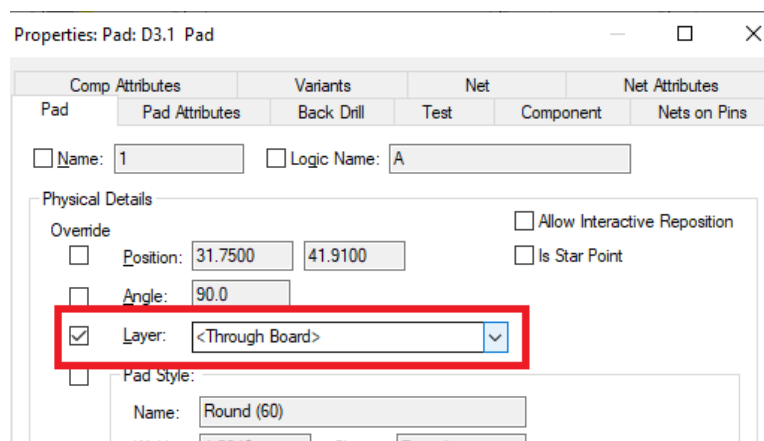 Properties: Pad: D3.1 Pad
Comp Attributes Variants Net Net Attributes
Pad Pad Attributes Back Drill Test Component Nets on Pins
Name: 1 Logic Name: A
Physical Details
Override Allow Interactive Reposition
Position: 31.7500 41.9100 Is Star Point
Angle: 90.0
Layer: <Through Board>
Pad Style:
Name: Round (60)